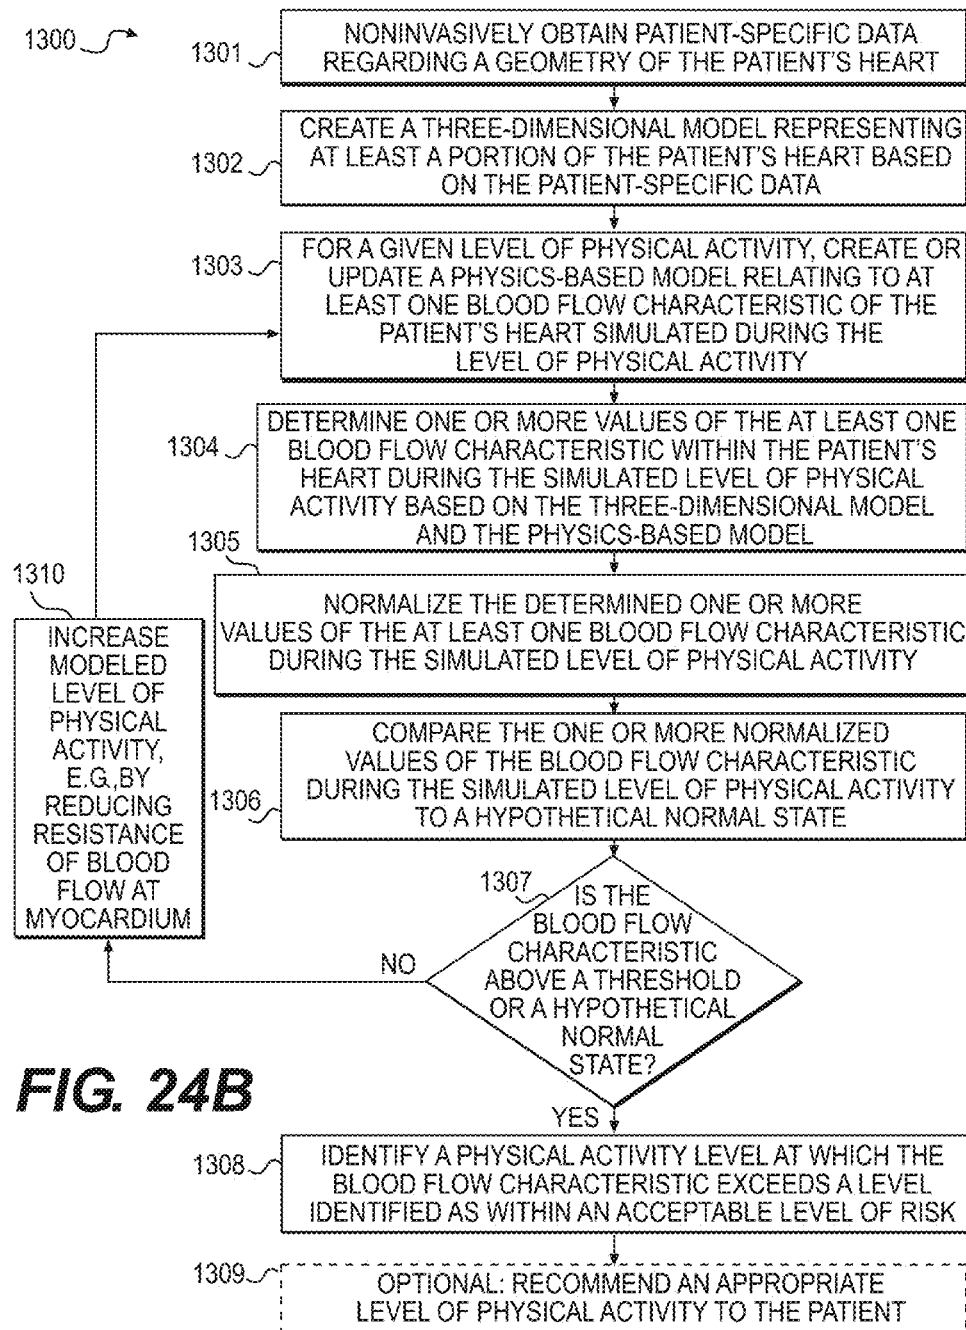 1300
1301
NONINVASIVELY OBTAIN PATIENT-SPECIFIC DATA
REGARDING A GEOMETRY OF THE PATIENT'S HEART
1302
CREATE A THREE-DIMENSIONAL MODEL REPRESENTING
AT LEAST A PORTION OF THE PATIENT'S HEART BASED
ON THE PATIENT-SPECIFIC DATA
1303
FOR A GIVEN LEVEL OF PHYSICAL ACTIVITY, CREATE OR
UPDATE A PHYSICS-BASED MODEL RELATING TO AT
LEAST ONE BLOOD FLOW CHARACTERISTIC OF THE
PATIENT'S HEART SIMULATED DURING THE
LEVEL OF PHYSICAL ACTIVITY
1304
DETERMINE ONE OR MORE VALUES OF THE AT LEAST ONE
BLOOD FLOW CHARACTERISTIC WITHIN THE PATIENT'S
HEART DURING THE SIMULATED LEVEL OF PHYSICAL
ACTIVITY BASED ON THE THREE-DIMENSIONAL MODEL
AND THE PHYSICS-BASED MODEL
1305
NORMALIZE THE DETERMINED ONE OR MORE
VALUES OF THE AT LEAST ONE BLOOD FLOW CHARACTERISTIC
DURING THE SIMULATED LEVEL OF PHYSICAL ACTIVITY
1306
COMPARE THE ONE OR MORE NORMALIZED
VALUES OF THE BLOOD FLOW CHARACTERISTIC
DURING THE SIMULATED LEVEL OF PHYSICAL ACTIVITY
TO A HYPOTHETICAL NORMAL STATE
1307
IS THE
BLOOD FLOW
CHARACTERISTIC
ABOVE A THRESHOLD
OR A HYPOTHETICAL
NORMAL
STATE?
NO
1310
INCREASE
MODELED
LEVEL OF
PHYSICAL
ACTIVITY,
E.G.,BY
REDUCING
RESISTANCE
OF BLOOD
FLOW AT
MYOCARDIUM
YES
1308
IDENTIFY A PHYSICAL ACTIVITY LEVEL AT WHICH THE
BLOOD FLOW CHARACTERISTIC EXCEEDS A LEVEL
IDENTIFIED AS WITHIN AN ACCEPTABLE LEVEL OF RISK
1309
OPTIONAL: RECOMMEND AN APPROPRIATE
LEVEL OF PHYSICAL ACTIVITY TO THE PATIENT
FIG. 24B